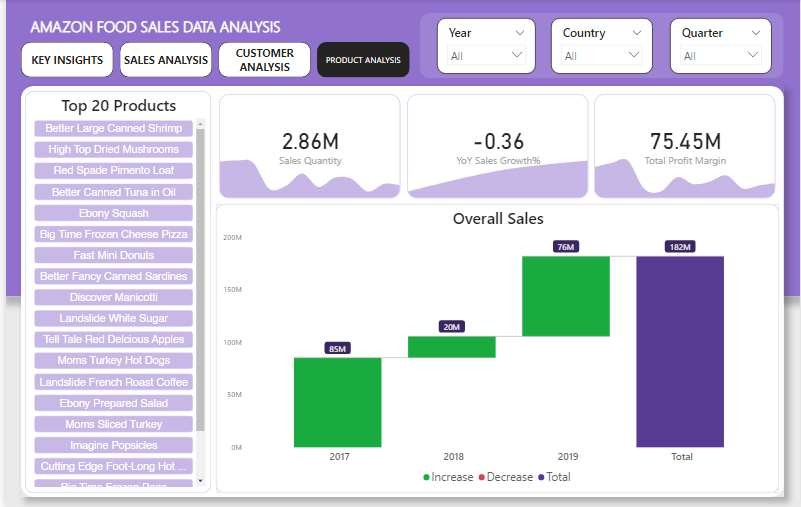 AMAZON FOOD SALES DATA ANALYSIS
KEY INSIGHTS
SALES ANALYSIS
CUSTOMER
ANALYSIS
PRODUCT ANALYSIS
Year
All
Country
All
Quarter
All
Top 20 Products
Better Large Canned Shrimp
High Top Dried Mushrooms
Red Spade Pimento Loaf
Better Canned Tuna in Oil
Ebony Squash
Big Time Frozen Cheese Pizza
Fast Mini Donuts
Better Fancy Canned Sardines
Discover Manicotti
Landslide White Sugar
Tell Tale Red Delcious Apples
Moms Turkey Hot Dogs
Landslide French Roast Coffee
Ebony Prepared Salad
Moms Sliced Turkey
Imagine Popsicles
Cutting Edge Foot-Long Hot ...
2.86M
Sales Quantity
-0.36
YoY Sales Growth%
75.45M
Total Profit Margin
Overall Sales
200M
150M
100M
50M
0M
85M
20M
76M
182M
2017
2018
2019
Total
Increase
Decrease
Total